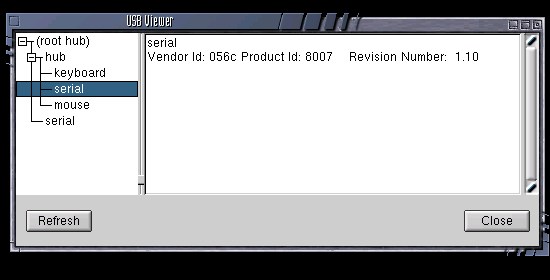 USB Viewer
(root hub)
hub
keyboard
serial
mouse
serial
serial
Vendor Id: 056c Product Id: 8007 Revision Number: 1.10
Refresh
Close